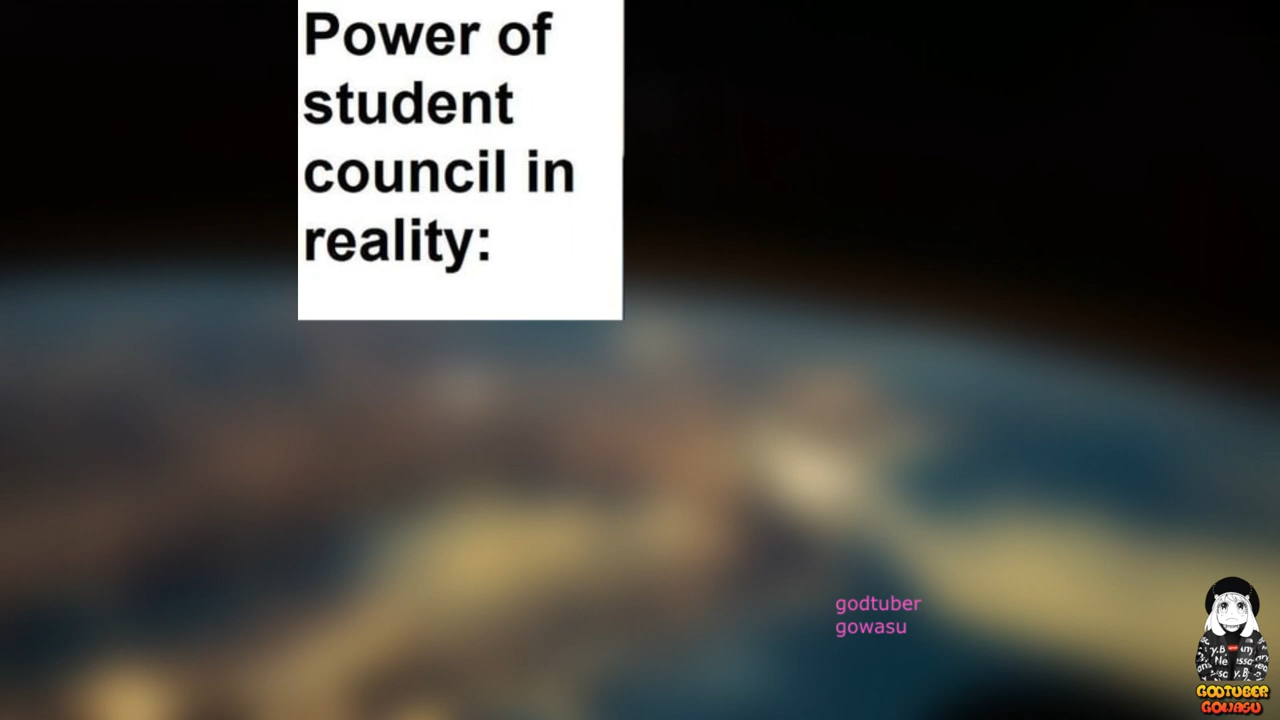 Power of
student
council in
reality:
godtuber
gowasu
GODTUBER
GOWASU